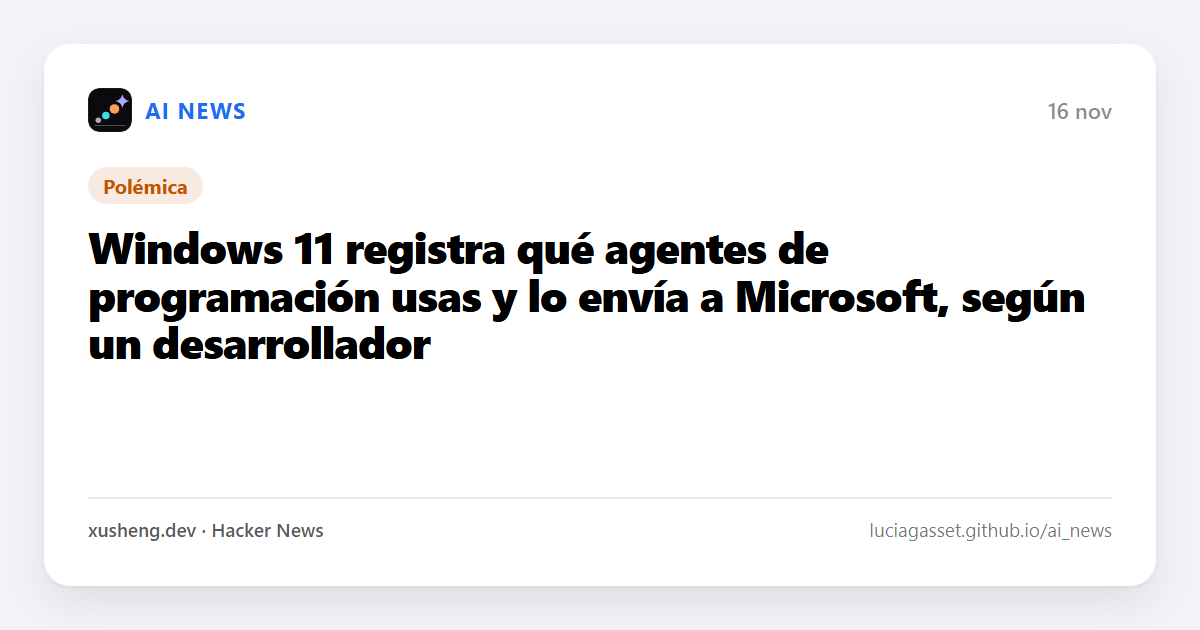 AI NEWS
16 nov
Polémica
Windows 11 registra qué agentes de
programación usas y lo envía a Microsoft, según
un desarrollador
xusheng.dev · Hacker News
luciagasset.github.io/ai_news